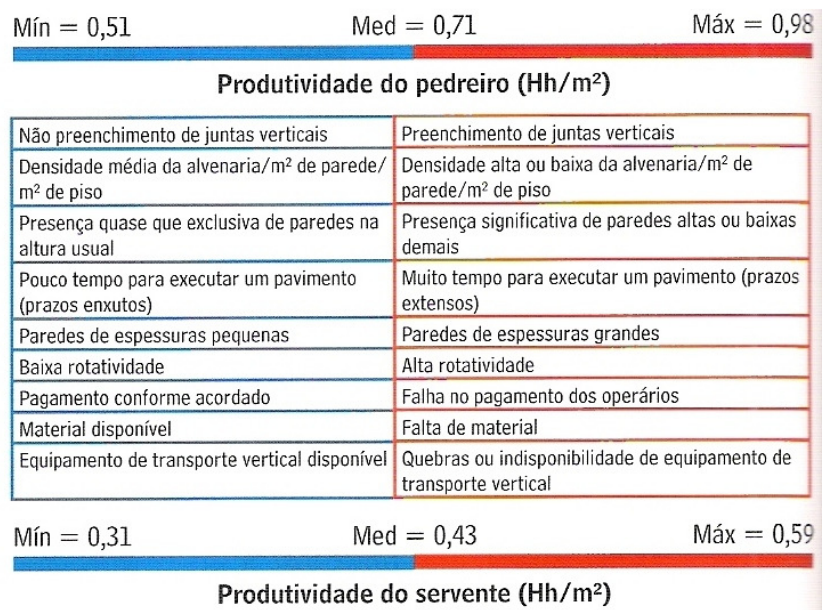 Mín = 0,51 Med = 0,71 Máx = 0,98
Produtividade do pedreiro (Hh/m²)
Não preenchimento de juntas verticais
Preenchimento de juntas verticais
Densidade média da alvenaria/m² de parede/
m² de piso
Densidade alta ou baixa da alvenaria/m² de
parede/m² de piso
Presença quase que exclusiva de paredes na
altura usual
Presença significativa de paredes altas ou baixas
demais
Pouco tempo para executar um pavimento
(prazos enxutos)
Muito tempo para executar um pavimento (prazos
extensos)
Paredes de espessuras pequenas
Paredes de espessuras grandes
Baixa rotatividade
Alta rotatividade
Pagamento conforme acordado
Falha no pagamento dos operários
Material disponível
Falta de material
Equipamento de transporte vertical disponível
Quebras ou indisponibilidade de equipamento de
transporte vertical
Mín = 0,31 Med = 0,43 Máx = 0,59
Produtividade do servente (Hh/m²)